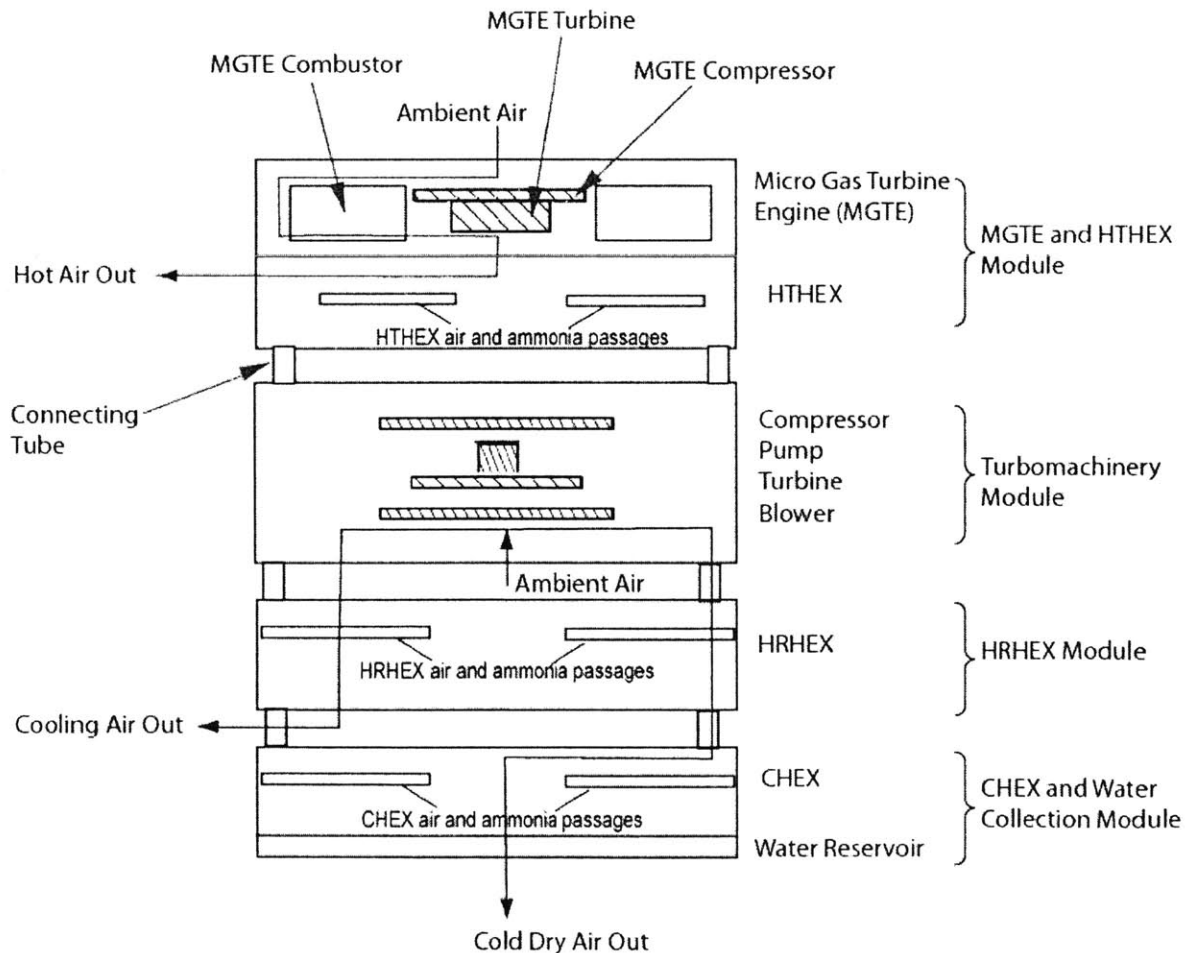 MGTE Turbine
MGTE Combustor
MGTE Compressor
Ambient Air
Micro Gas Turbine
Engine (MGTE)
MGTE and HTHEX
Module
Hot Air Out
HTHEX
HTHEX air and ammonia passages
Connecting
Tube
Compressor
Pump
Turbine
Blower
Turbomachinery
Module
Ambient Air
HRHEX
HRHEX Module
HRHEX air and ammonia passages
Cooling Air Out
CHEX
CHEX and Water
Collection Module
CHEX air and ammonia passages
Water Reservoir
Cold Dry Air Out